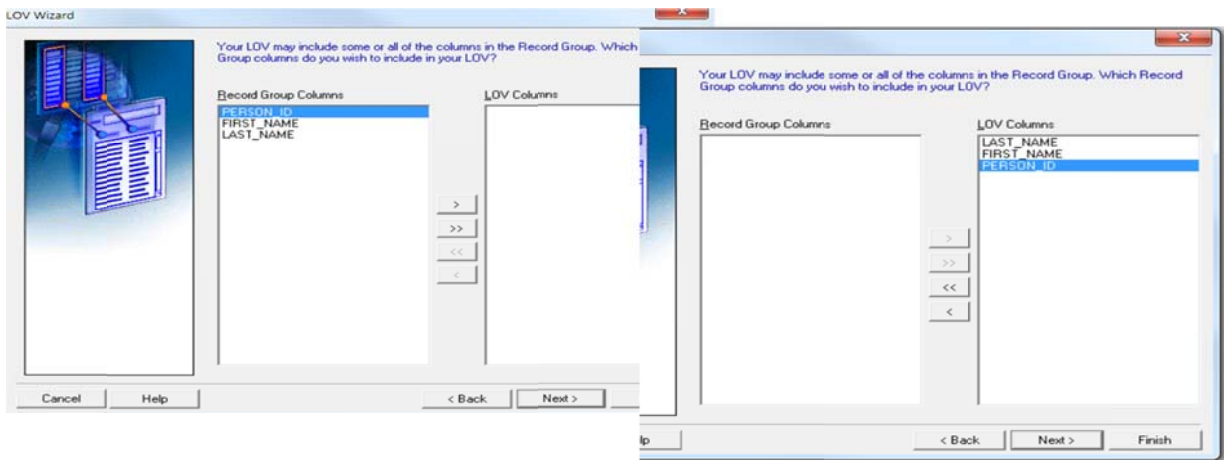 LOV Wizard
Your LOV may include some or all of the columns in the Record Group. Which
Group columns do you wish to include in your LOV?
Record Group Columns
LOV Columns
PERSON_ID
FIRST_NAME
LAST_NAME
>
>>
<<
<
Cancel
Help
< Back
Next >
Your LOV may include some or all of the columns in the Record Group. Which Record
Group columns do you wish to include in your LOV?
Record Group Columns
LOV Columns
LAST_NAME
FIRST_NAME
PERSON_ID
>
>>
<<
<
lp
< Back
Next >
Finish